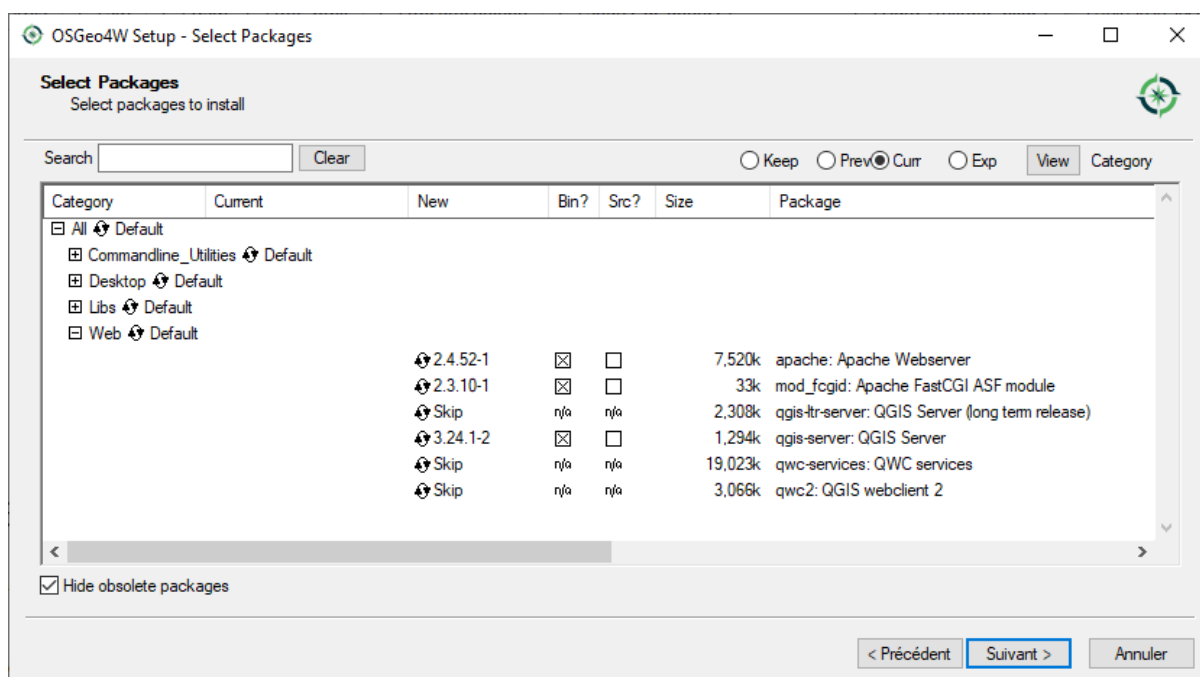 OSGeo4W Setup - Select Packages
Select Packages
Select packages to install
Search Clear Keep Prev Curr Exp View Category
Category Current New Bin? Src? Size Package
All Default
Commandline_Utilities Default
Desktop Default
Libs Default
Web Default
2.4.52-1 7,520k apache: Apache Webserver
2.3.10-1 33k mod_fcgid: Apache FastCGI ASF module
Skip n/a n/a 2,308k qgis-ltr-server: QGIS Server (long term release)
3.24.1-2 1,294k qgis-server: QGIS Server
Skip n/a n/a 19,023k qwc-services: QWC services
Skip n/a n/a 3,066k qwc2: QGIS webclient 2
Hide obsolete packages
< Précédent Suivant > Annuler